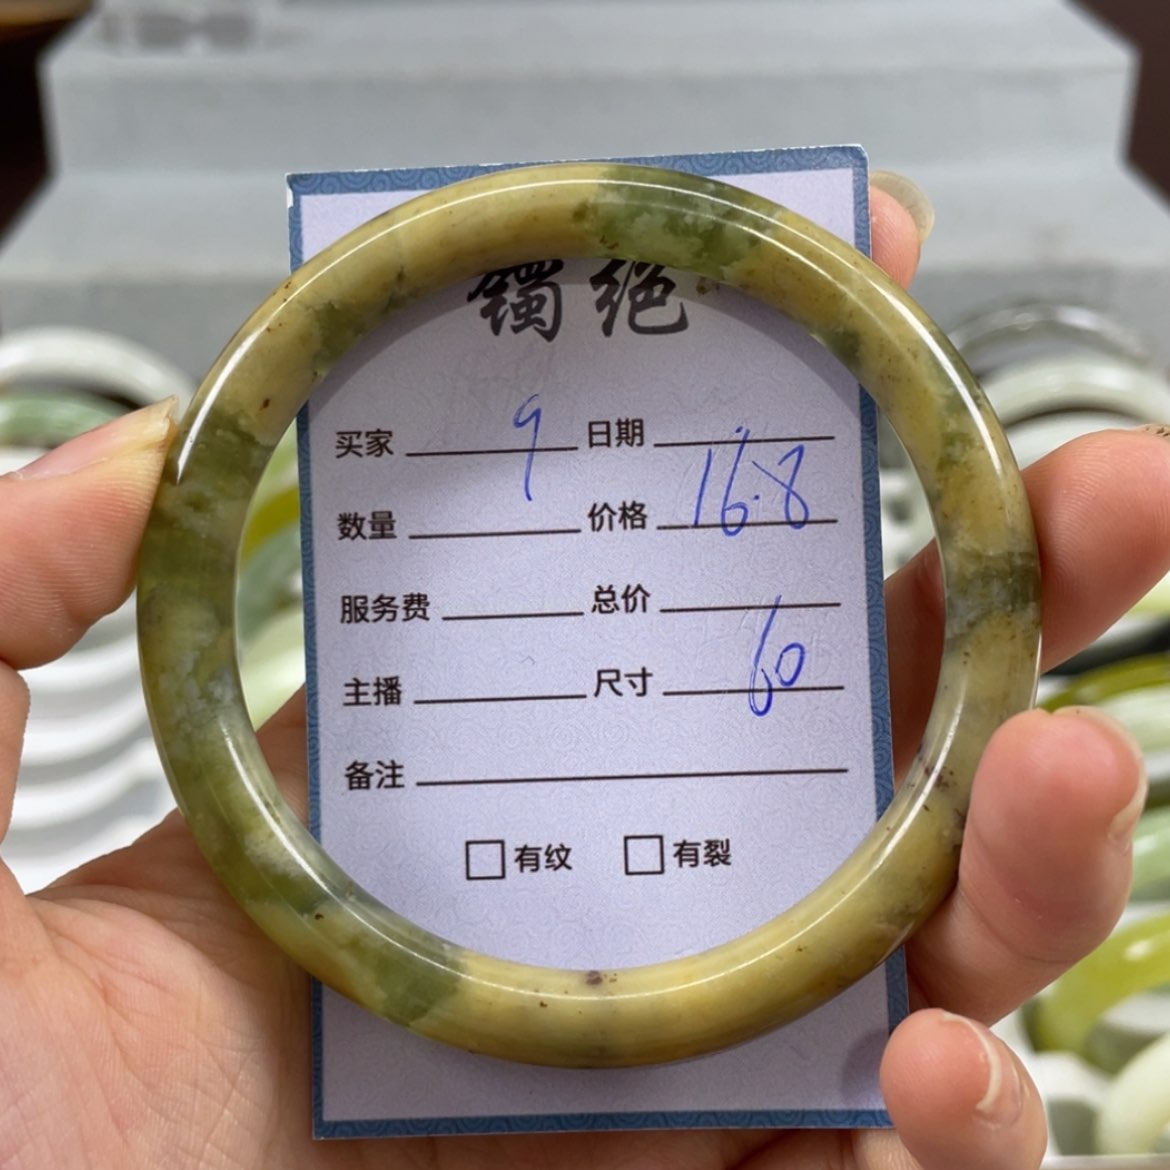 镯绝
买家 9 日期
数量 价格 16.8
服务费 总价
主播 尺寸 60
备注
□有纹 □有裂